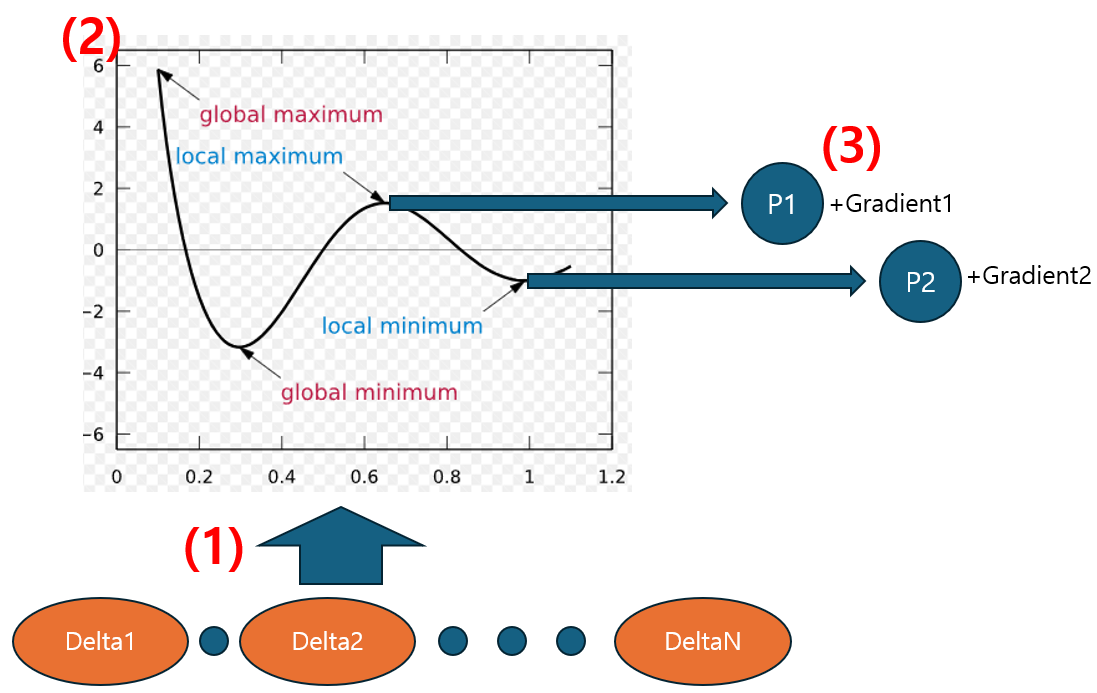 (2)
6
global maximum
4
local maximum
(3)
2
P1
+Gradient1
0
P2
+Gradient2
−2
local minimum
−4
global minimum
−6
0 0.2 0.4 0.6 0.8 1 1.2
(1)
Delta1 Delta2 DeltaN